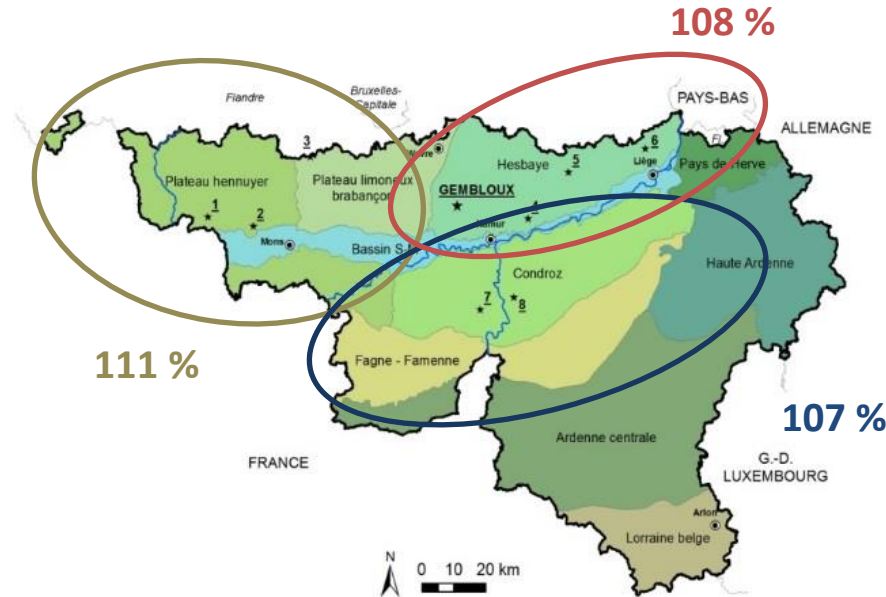 108 %
Flandre
Bruxelles-
Capitale
PAYS-BAS
ALLEMAGNE
3
6
5
Liège
Pays de Herve
Hesbaye
Plateau hennuyer
Plateau limoneux
brabançon
GEMBLOUX
1
2
4
Mons
Namur
Bassin
Haute Ardenne
Condroz
7
8
111 %
Fagne - Famenne
107 %
Ardenne centrale
FRANCE
G.-D.
LUXEMBOURG
Arlon
Lorraine belge
N
0 10 20 km